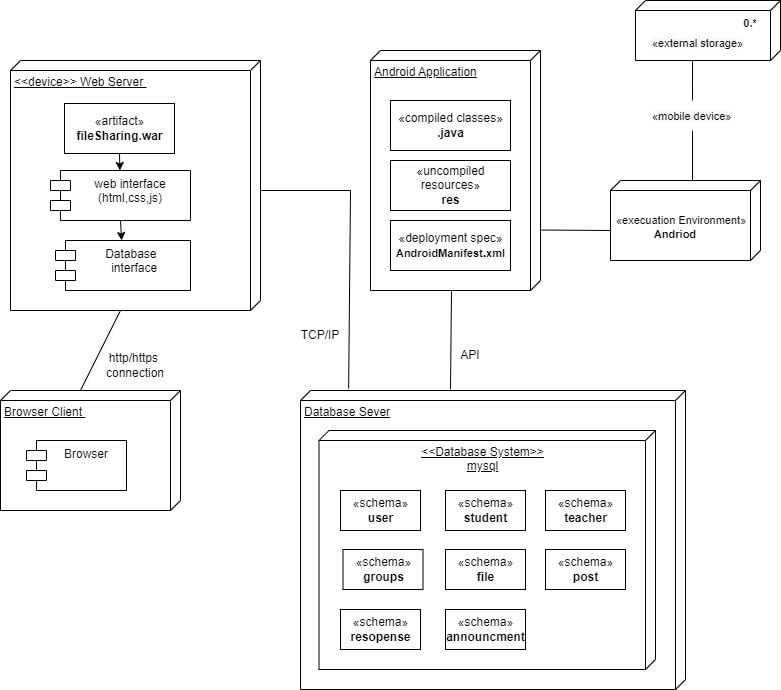 0.*
«external storage»
«mobile device»
«execuation Environment»
Andriod
<<device>> Web Server
«artifact»
fileSharing.war
web interface
(html,css,js)
Database
interface
Android Application
«compiled classes»
.java
«uncompiled
resources»
res
«deployment spec»
AndroidManifest.xml
http/https
connection
TCP/IP
API
Browser Client
Browser
Database Sever
<<Database System>>
mysql
«schema»
user
«schema»
student
«schema»
teacher
«schema»
groups
«schema»
file
«schema»
post
«schema»
resopense
«schema»
announcment